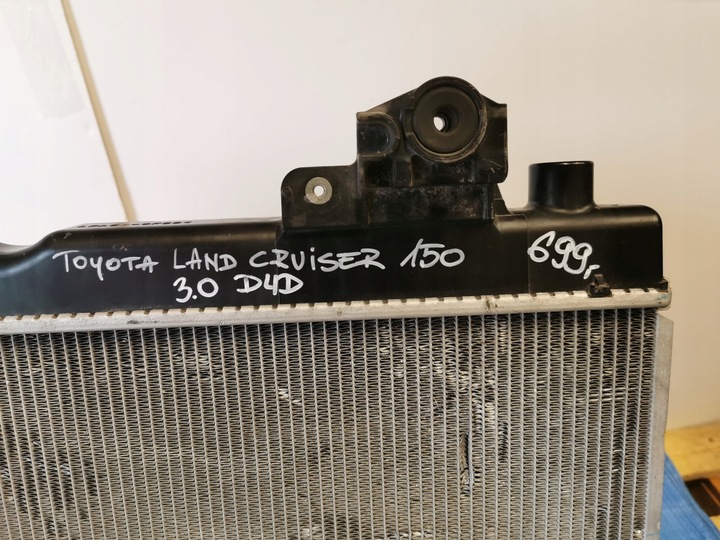 TOYOTA LAND CRUiSER 150 699,-
3.0 D4D